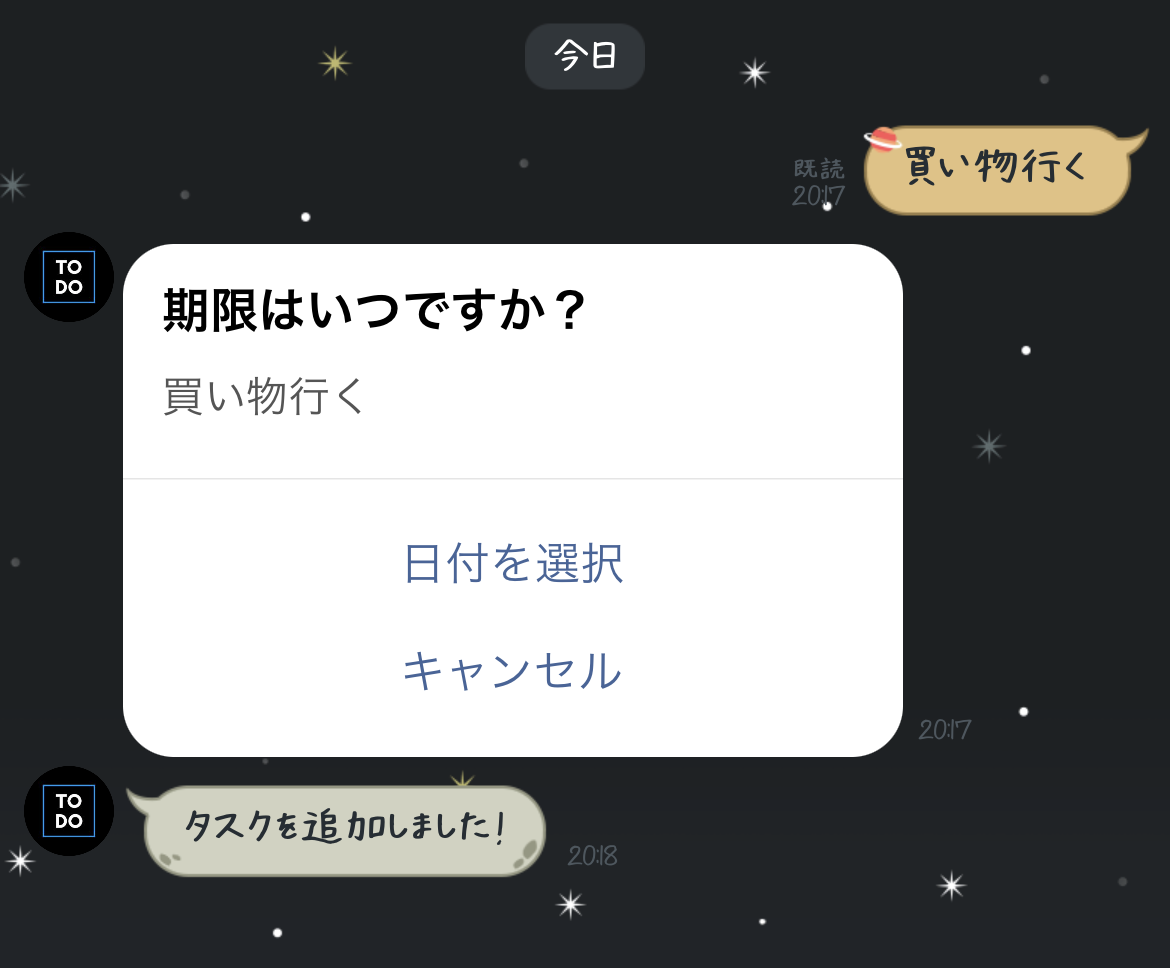 今日
買い物行く
既読
20:17
TO
DO
期限はいつですか？
買い物行く
日付を選択
キャンセル
20:17
TO
DO
タスクを追加しました！
20:18